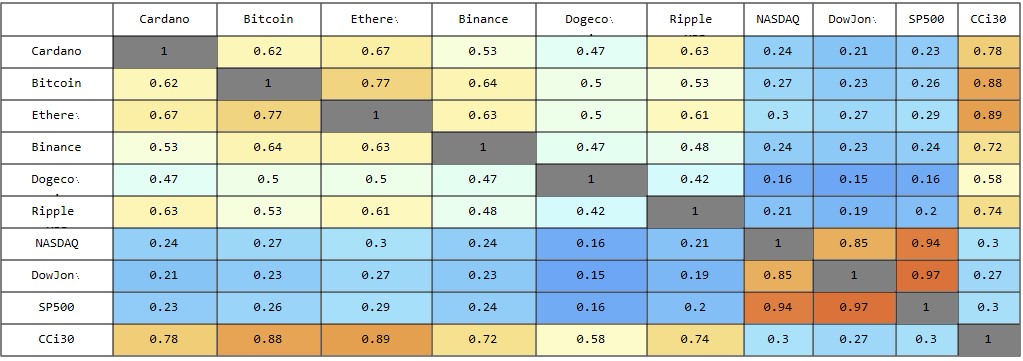 Cardano Bitcoin Ethere Binance Dogeco Ripple NASDAQ DowJon SP500 CCi30
Cardano 1 0.62 0.67 0.53 0.47 0.63 0.24 0.21 0.23 0.78
Bitcoin 0.62 1 0.77 0.64 0.5 0.53 0.27 0.23 0.26 0.88
Ethere 0.67 0.77 1 0.63 0.5 0.61 0.3 0.27 0.29 0.89
Binance 0.53 0.64 0.63 1 0.47 0.48 0.24 0.23 0.24 0.72
Dogeco 0.47 0.5 0.5 0.47 1 0.42 0.16 0.15 0.16 0.58
Ripple 0.63 0.53 0.61 0.48 0.42 1 0.21 0.19 0.2 0.74
NASDAQ 0.24 0.27 0.3 0.24 0.16 0.21 1 0.85 0.94 0.3
DowJon 0.21 0.23 0.27 0.23 0.15 0.19 0.85 1 0.97 0.27
SP500 0.23 0.26 0.29 0.24 0.16 0.2 0.94 0.97 1 0.3
CCi30 0.78 0.88 0.89 0.72 0.58 0.74 0.3 0.27 0.3 1